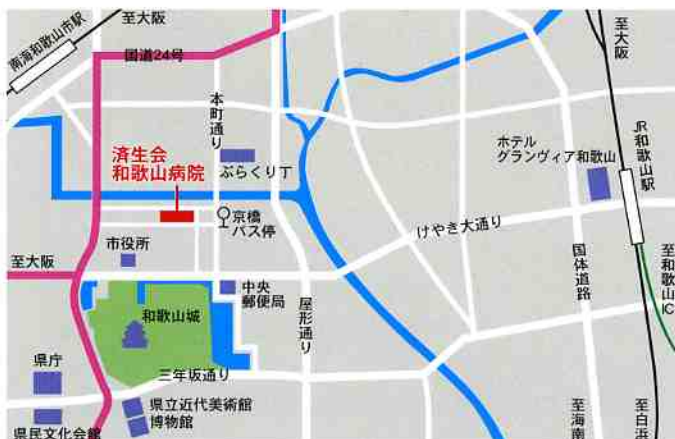 南海和歌山市駅
至大阪
国道24号
至大阪
本町通り
済生会
和歌山病院
ぶらくり丁
ホテル
グランヴィア和歌山
JR和歌山駅
京橋
バス停
けやき大通り
市役所
至大阪
国体道路
至和歌山IC
中央
郵便局
屋形通り
和歌山城
県庁
三年坂通り
県立近代美術館
博物館
県民文化会館
至海南
至白浜